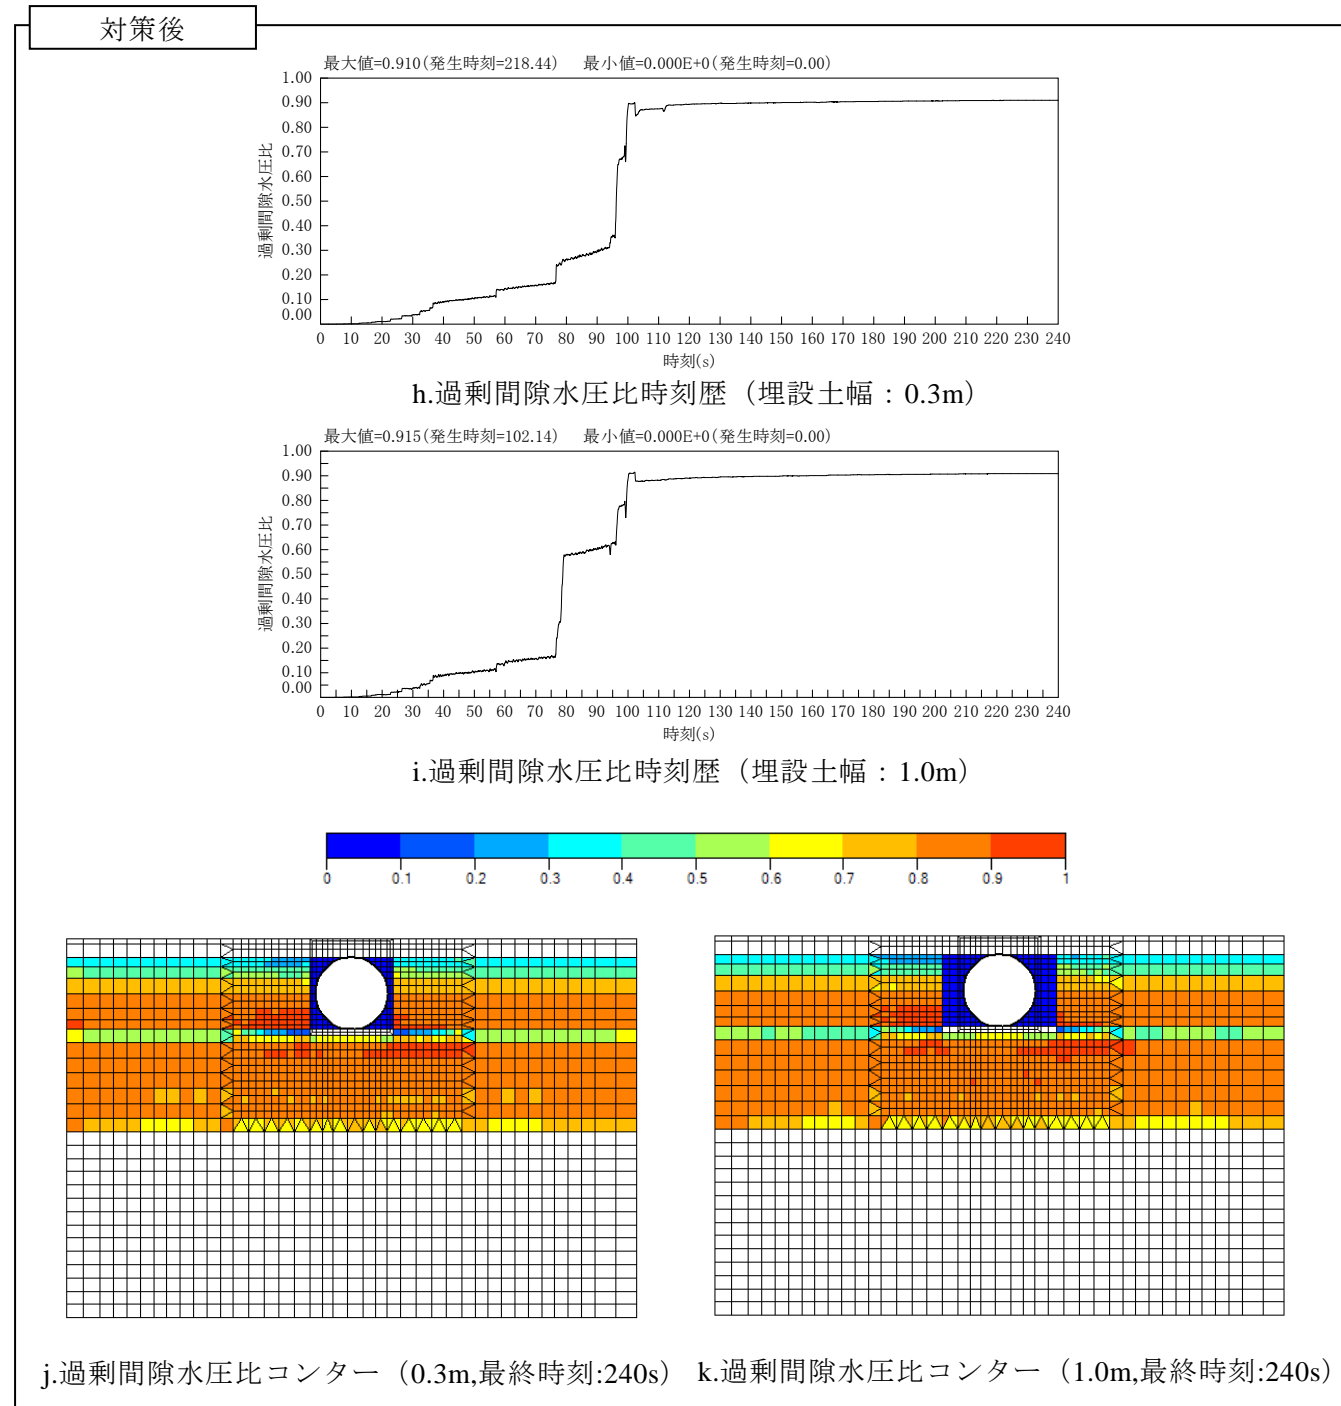 対策後
最大値=0.910(発生時刻=218.44) 最小値=0.000E+0(発生時刻=0.00)
過剰間隙水圧比
1.00
0.90
0.80
0.70
0.60
0.50
0.40
0.30
0.20
0.10
0.00
0 10 20 30 40 50 60 70 80 90 100 110 120 130 140 150 160 170 180 190 200 210 220 230 240
時刻(s)
h.過剰間隙水圧比時刻歴（埋設土幅：0.3m）
最大値=0.915(発生時刻=102.14) 最小値=0.000E+0(発生時刻=0.00)
過剰間隙水圧比
1.00
0.90
0.80
0.70
0.60
0.50
0.40
0.30
0.20
0.10
0.00
0 10 20 30 40 50 60 70 80 90 100 110 120 130 140 150 160 170 180 190 200 210 220 230 240
時刻(s)
i.過剰間隙水圧比時刻歴（埋設土幅：1.0m）
0 0.1 0.2 0.3 0.4 0.5 0.6 0.7 0.8 0.9 1
j.過剰間隙水圧比コンター（0.3m,最終時刻:240s）
k.過剰間隙水圧比コンター（1.0m,最終時刻:240s）